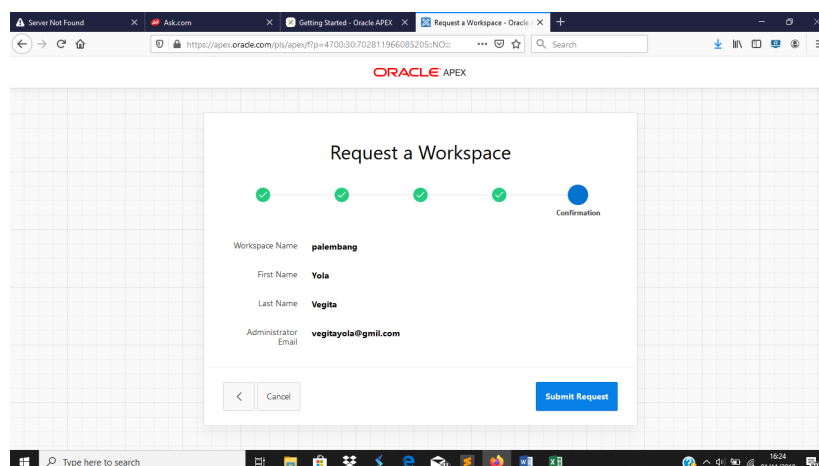 Server Not Found
Ask.com
Getting Started - Oracle APEX
Request a Workspace - Oracle
https://apex.oracle.com/pls/apex/f?p=4700:30:702811966085205::NO:::
Search
ORACLE APEX
Request a Workspace
Confirmation
Workspace Name palembang
First Name Yola
Last Name Vegita
Administrator
Email vegitayola@gmil.com
Cancel
Submit Request
Type here to search
16:24